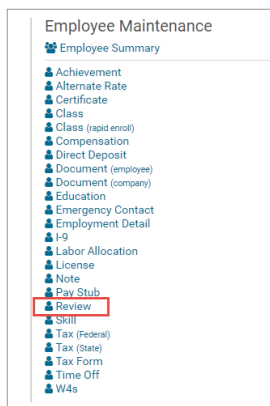 Employee Maintenance
Employee Summary
Achievement
Alternate Rate
Certificate
Class
Class (rapid enroll)
Compensation
Direct Deposit
Document (employee)
Document (company)
Education
Emergency Contact
Employment Detail
I-9
Labor Allocation
License
Note
Pay Stub
Review
Skill
Tax (Federal)
Tax (State)
Tax Form
Time Off
W4s